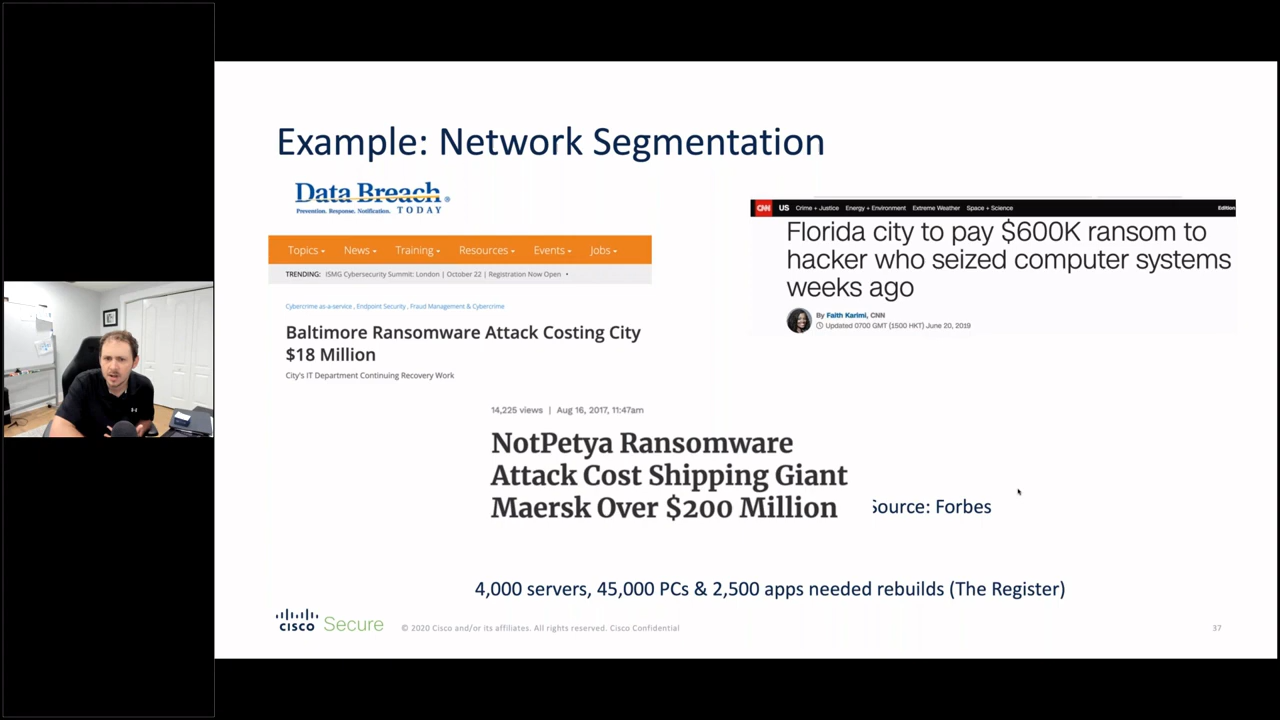 Example: Network Segmentation
Data Breach
Prevention. Response. Notification. TODAY
Topics News Training Resources Events Jobs
TRENDING: ISMG Cybersecurity Summit: London | October 22 | Registration Now Open •
Cybercrime as-a-service , Endpoint Security , Fraud Management & Cybercrime
Baltimore Ransomware Attack Costing City
$18 Million
City's IT Department Continuing Recovery Work
CNN US Crime + Justice Energy + Environment Extreme Weather Space + Science Edition
Florida city to pay $600K ransom to
hacker who seized computer systems
weeks ago
By Faith Karimi, CNN
Updated 0700 GMT (1500 HKT) June 20, 2019
14,225 views | Aug 16, 2017, 11:47am
NotPetya Ransomware
Attack Cost Shipping Giant
Maersk Over $200 Million
Source: Forbes
4,000 servers, 45,000 PCs & 2,500 apps needed rebuilds (The Register)
CISCO Secure © 2020 Cisco and/or its affiliates. All rights reserved. Cisco Confidential 37